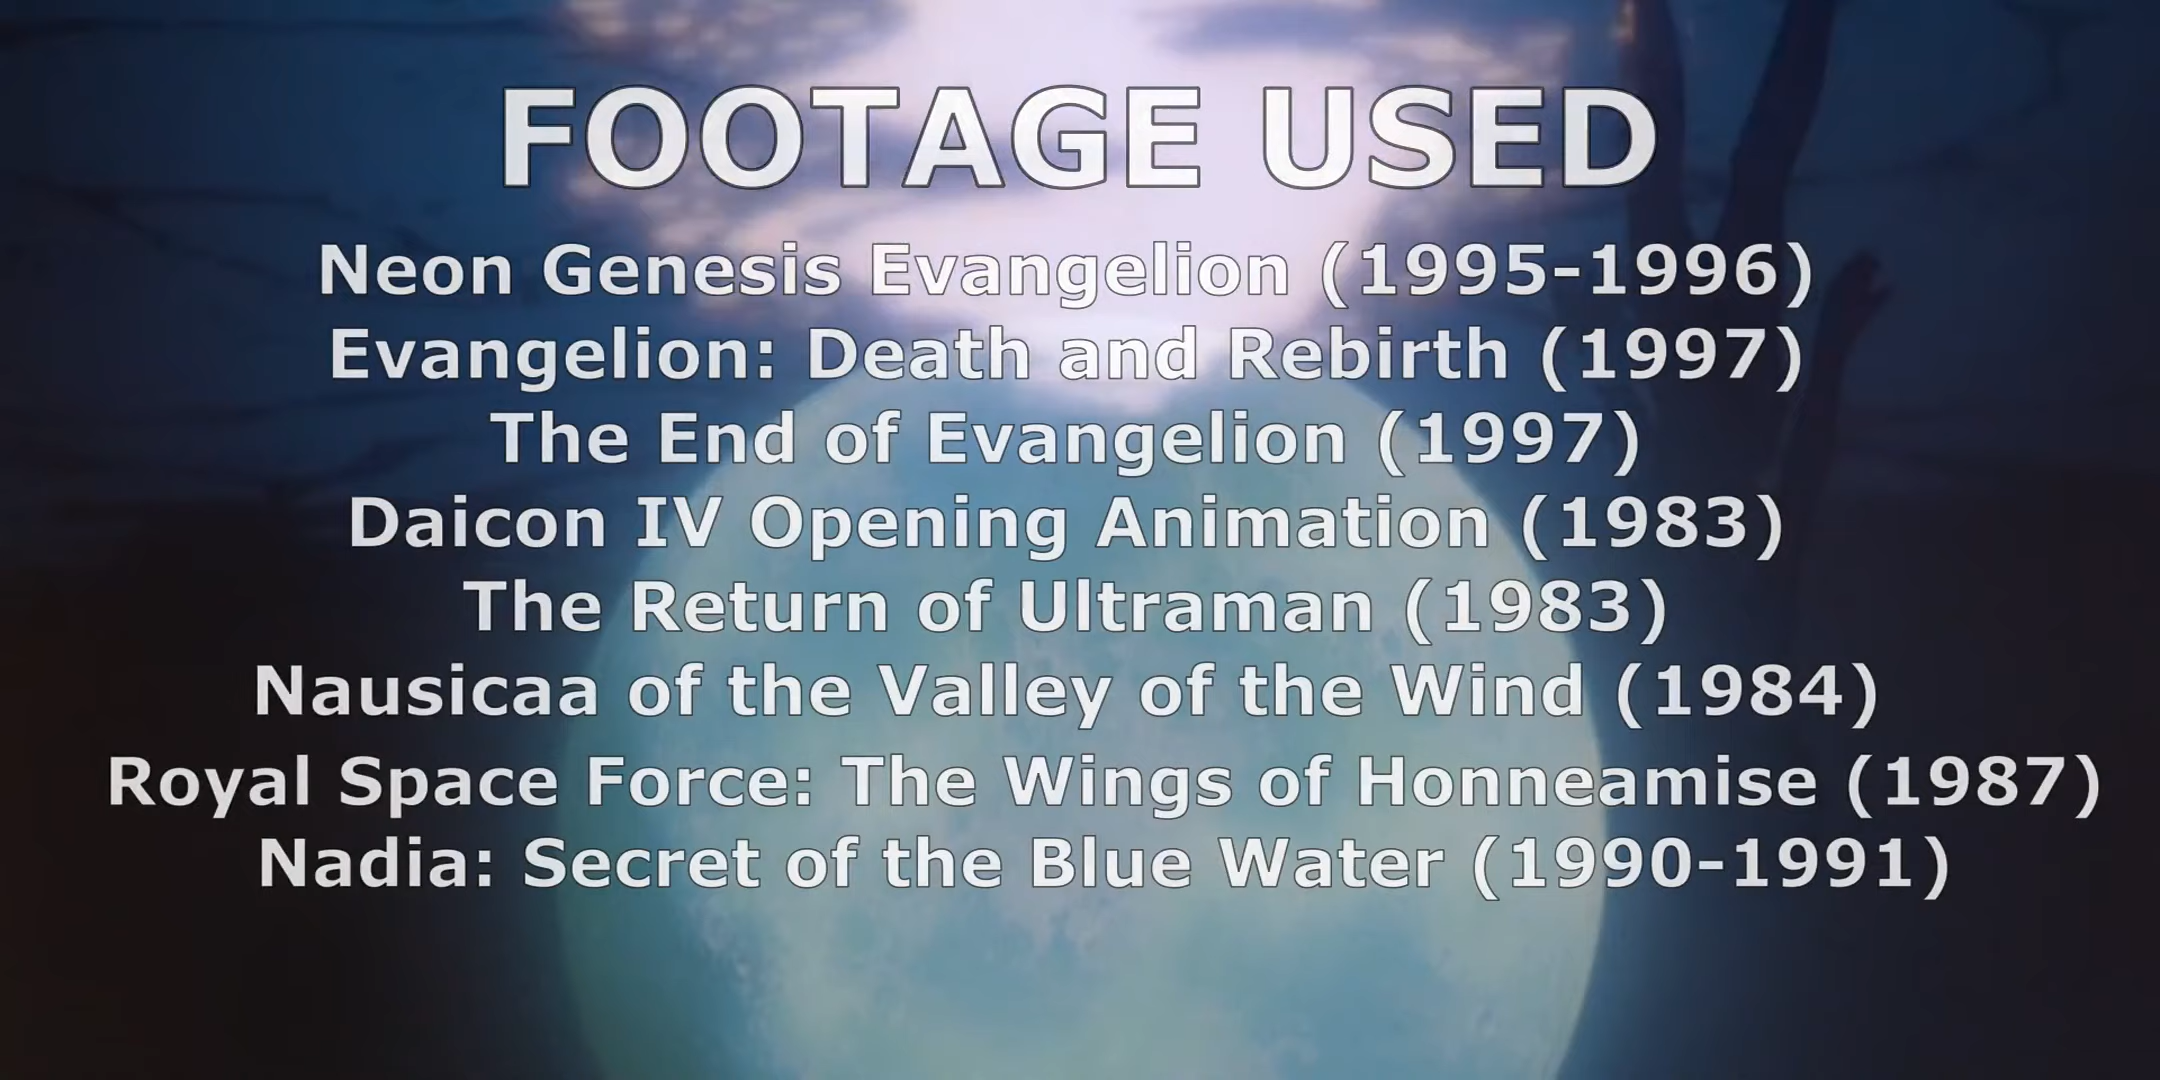 FOOTAGE USED
Neon Genesis Evangelion (1995-1996)
Evangelion: Death and Rebirth (1997)
The End of Evangelion (1997)
Daicon IV Opening Animation (1983)
The Return of Ultraman (1983)
Nausicaa of the Valley of the Wind (1984)
Royal Space Force: The Wings of Honneamise (1987)
Nadia: Secret of the Blue Water (1990-1991)